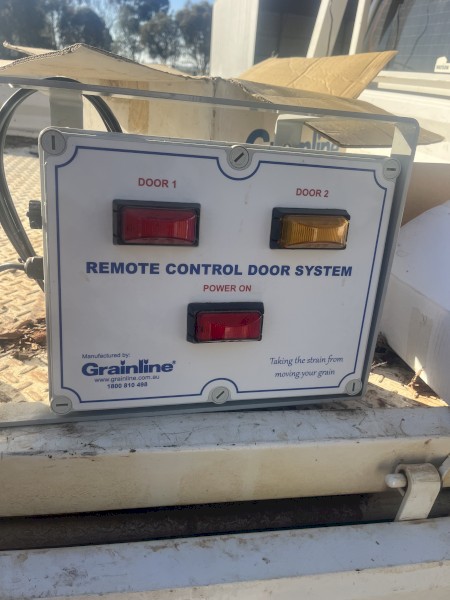 Grainline
DOOR 1
DOOR 2
REMOTE CONTROL DOOR SYSTEM
POWER ON
Manufactured by:
Grainline®
www.grainline.com.au
1800 810 498
Taking the strain from
moving your grain